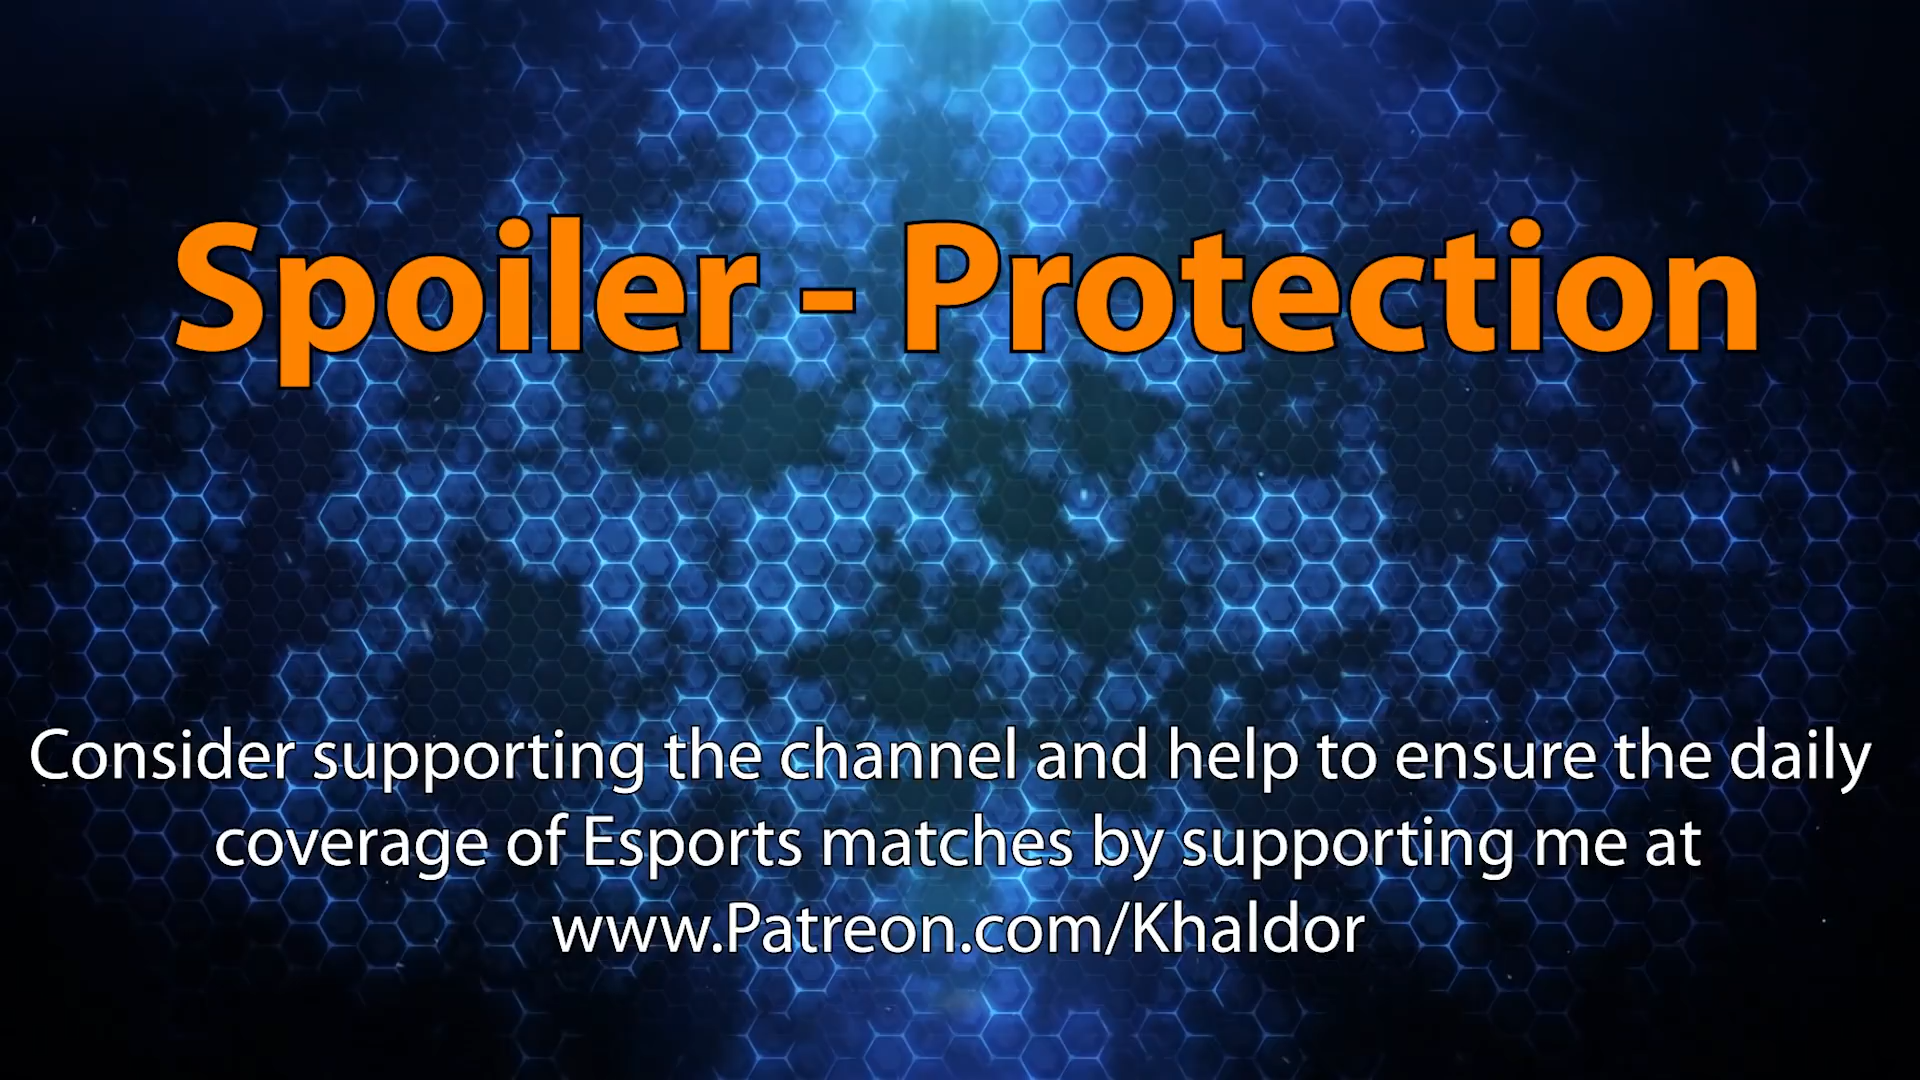 Spoiler - Protection
Consider supporting the channel and help to ensure the daily
coverage of Esports matches by supporting me at
www.Patreon.com/Khaldor